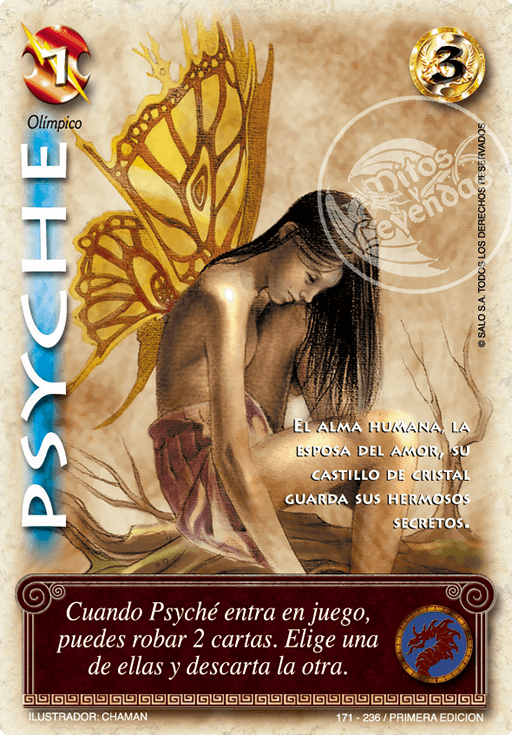 1
3
Olímpico
PSYCHE
Mitos
y
Leyendas
© SALO S.A. TODOS LOS DERECHOS RESERVADOS
EL ALMA HUMANA, LA
ESPOSA DEL AMOR, SU
CASTILLO DE CRISTAL
GUARDA SUS HERMOSOS
SECRETOS.
Cuando Psyché entra en juego,
puedes robar 2 cartas. Elige una
de ellas y descarta la otra.
ILUSTRADOR: CHAMAN
171 - 236 / PRIMERA EDICION